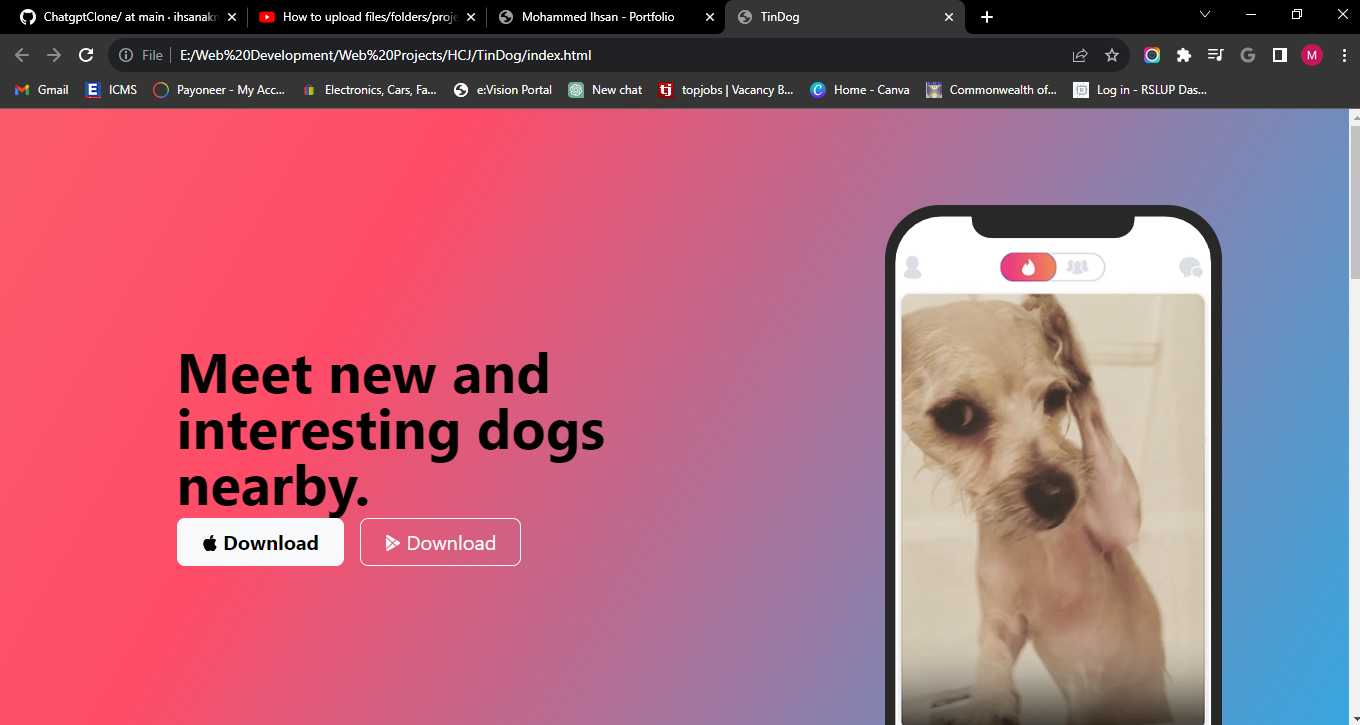 ChatgptClone/ at main · ihsanakr
How to upload files/folders/proje
Mohammed Ihsan - Portfolio
TinDog
File
E:/Web%20Development/Web%20Projects/HCJ/TinDog/index.html
M
Gmail
E ICMS
Payoneer - My Acc...
Electronics, Cars, Fa...
e:Vision Portal
New chat
tj topjobs | Vacancy B...
C Home - Canva
Commonwealth of...
Log in - RSLUP Das...
Meet new and
interesting dogs
nearby.
Download
Download